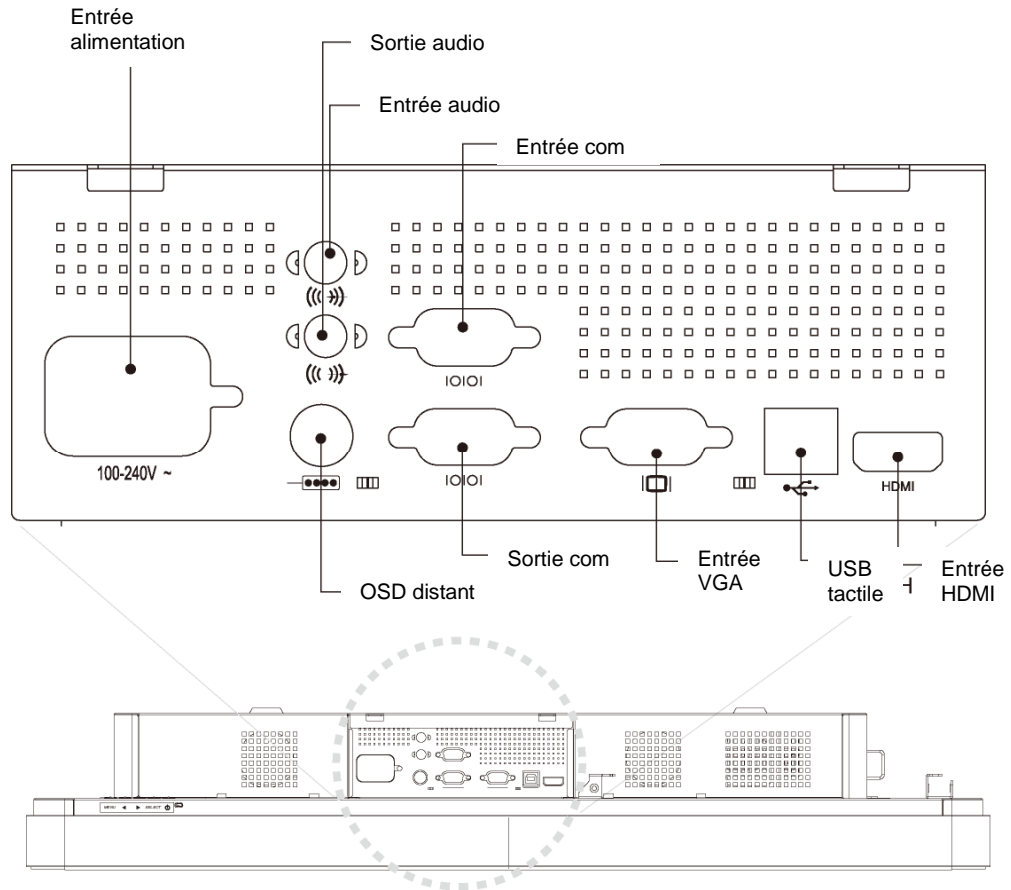 Entrée
alimentation
Sortie audio
Entrée audio
Entrée com
IOIOI
100-240V ~
IOIOI
HDMI
Sortie com
Entrée
VGA
USB
tactile
Entrée
HDMI
OSD distant
MENU ◀ ▶ SELECT